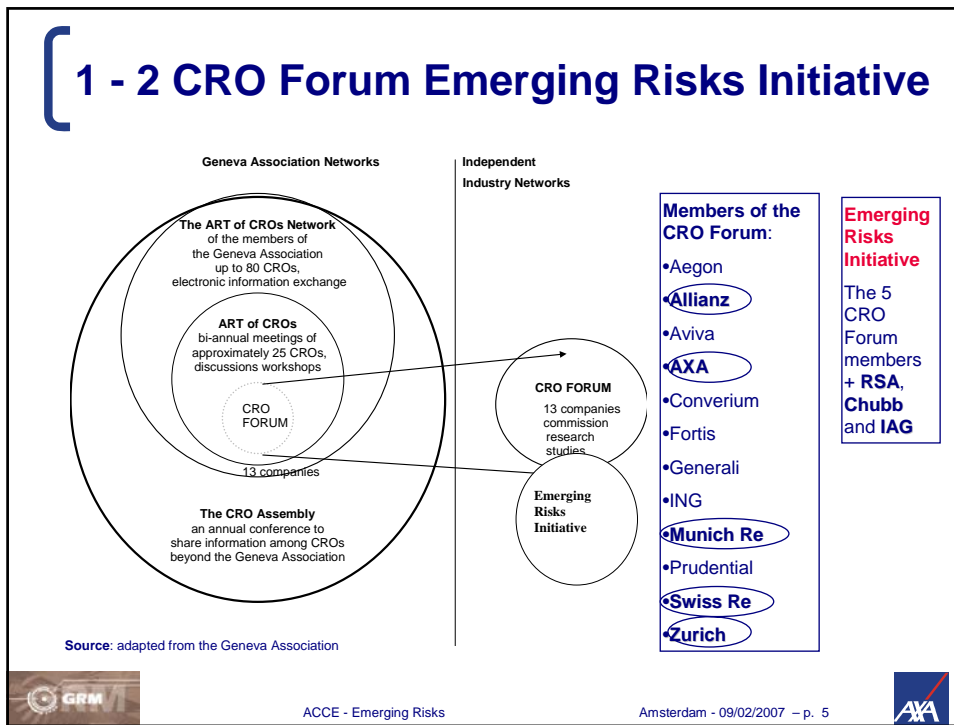 1 - 2 CRO Forum Emerging Risks Initiative
Geneva Association Networks
Independent
Industry Networks
The ART of CROs Network
of the members of
the Geneva Association
up to 80 CROs,
electronic information exchange
ART of CROs
bi-annual meetings of
approximately 25 CROs,
discussions workshops
CRO
FORUM
13 companies
The CRO Assembly
an annual conference to
share information among CROs
beyond the Geneva Association
CRO FORUM
13 companies
commission
research
studies
Emerging
Risks
Initiative
Members of the
CRO Forum:
•Aegon
•Allianz
•Aviva
•AXA
•Converium
•Fortis
•Generali
•ING
•Munich Re
•Prudential
•Swiss Re
•Zurich
Emerging
Risks
Initiative
The 5
CRO
Forum
members
+ RSA,
Chubb
and IAG
Source: adapted from the Geneva Association
GRM
ACCE - Emerging Risks
Amsterdam - 09/02/2007 – p. 5
AXA